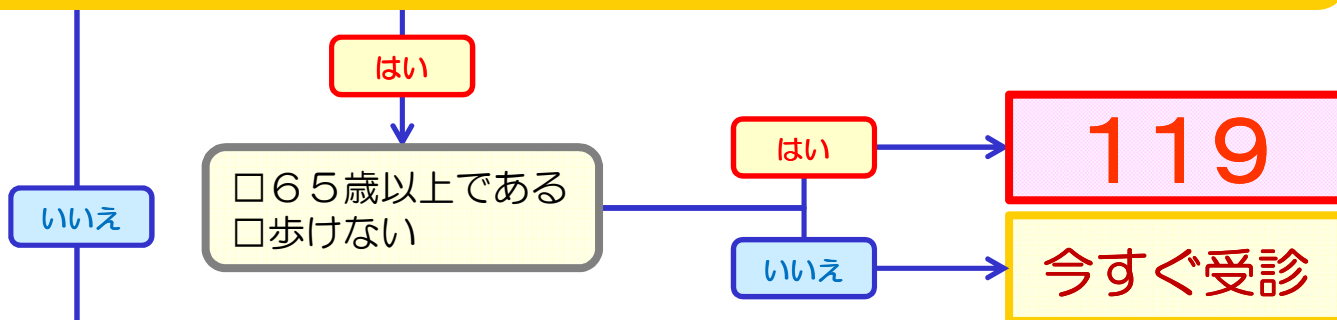 はい
はい
119
□65歳以上である
□歩けない
いいえ
いいえ
今すぐ受診